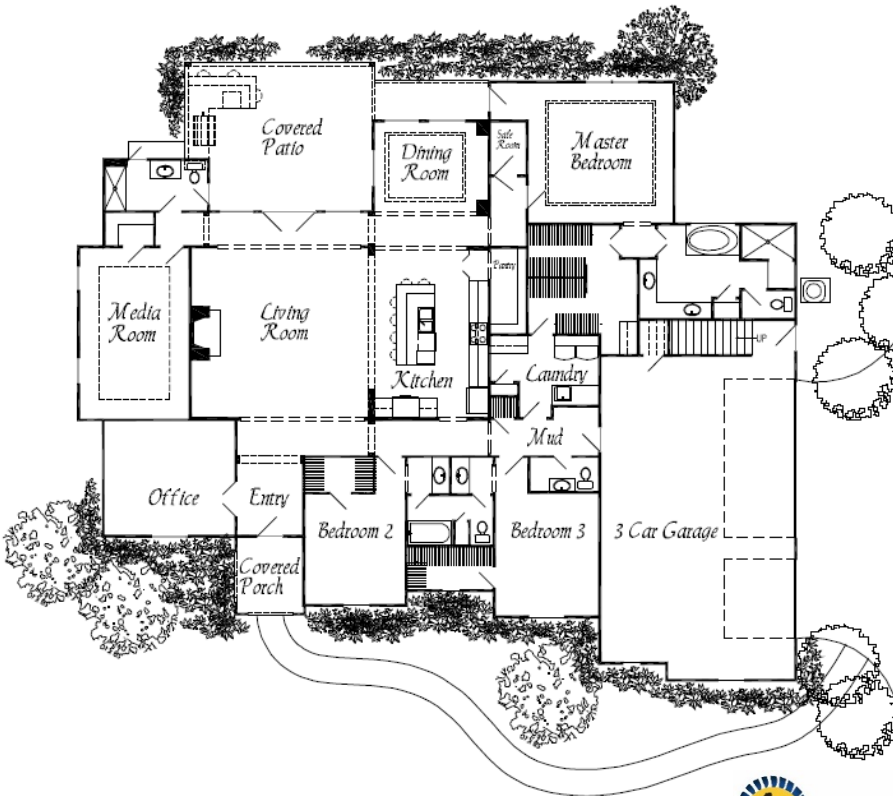 Covered
Patio
Dining
Room
Safe
Room
Master
Bedroom
Pantry
Media
Room
Living
Room
Kitchen
Laundry
UP
Mud
Office
Entry
Bedroom 2
Bedroom 3
3 Car Garage
Covered
Porch